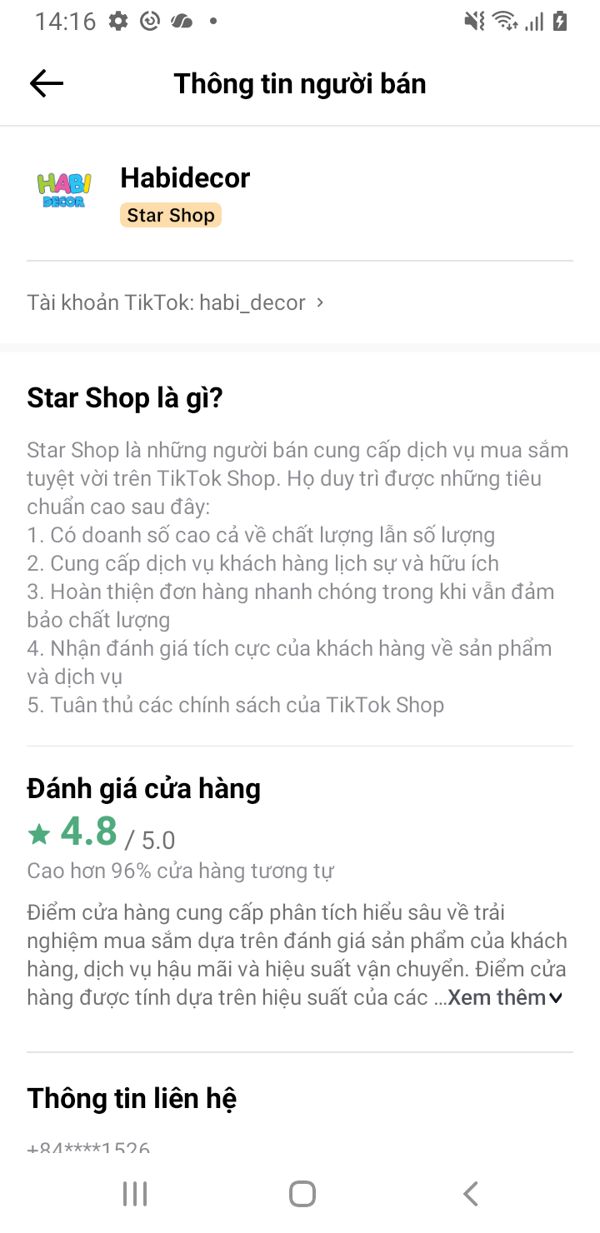 14:16
Thông tin người bán
HABI
DECOR
Habidecor
Star Shop
Tài khoản TikTok: habi_decor
Star Shop là gì?
Star Shop là những người bán cung cấp dịch vụ mua sắm
tuyệt vời trên TikTok Shop. Họ duy trì được những tiêu
chuẩn cao sau đây:
1. Có doanh số cao cả về chất lượng lẫn số lượng
2. Cung cấp dịch vụ khách hàng lịch sự và hữu ích
3. Hoàn thiện đơn hàng nhanh chóng trong khi vẫn đảm
bảo chất lượng
4. Nhận đánh giá tích cực của khách hàng về sản phẩm
và dịch vụ
5. Tuân thủ các chính sách của TikTok Shop
Đánh giá cửa hàng
4.8 / 5.0
Cao hơn 96% cửa hàng tương tự
Điểm cửa hàng cung cấp phân tích hiểu sâu về trải
nghiệm mua sắm dựa trên đánh giá sản phẩm của khách
hàng, dịch vụ hậu mãi và hiệu suất vận chuyển. Điểm cửa
hàng được tính dựa trên hiệu suất của các ...Xem thêm
Thông tin liên hệ
+84****1526